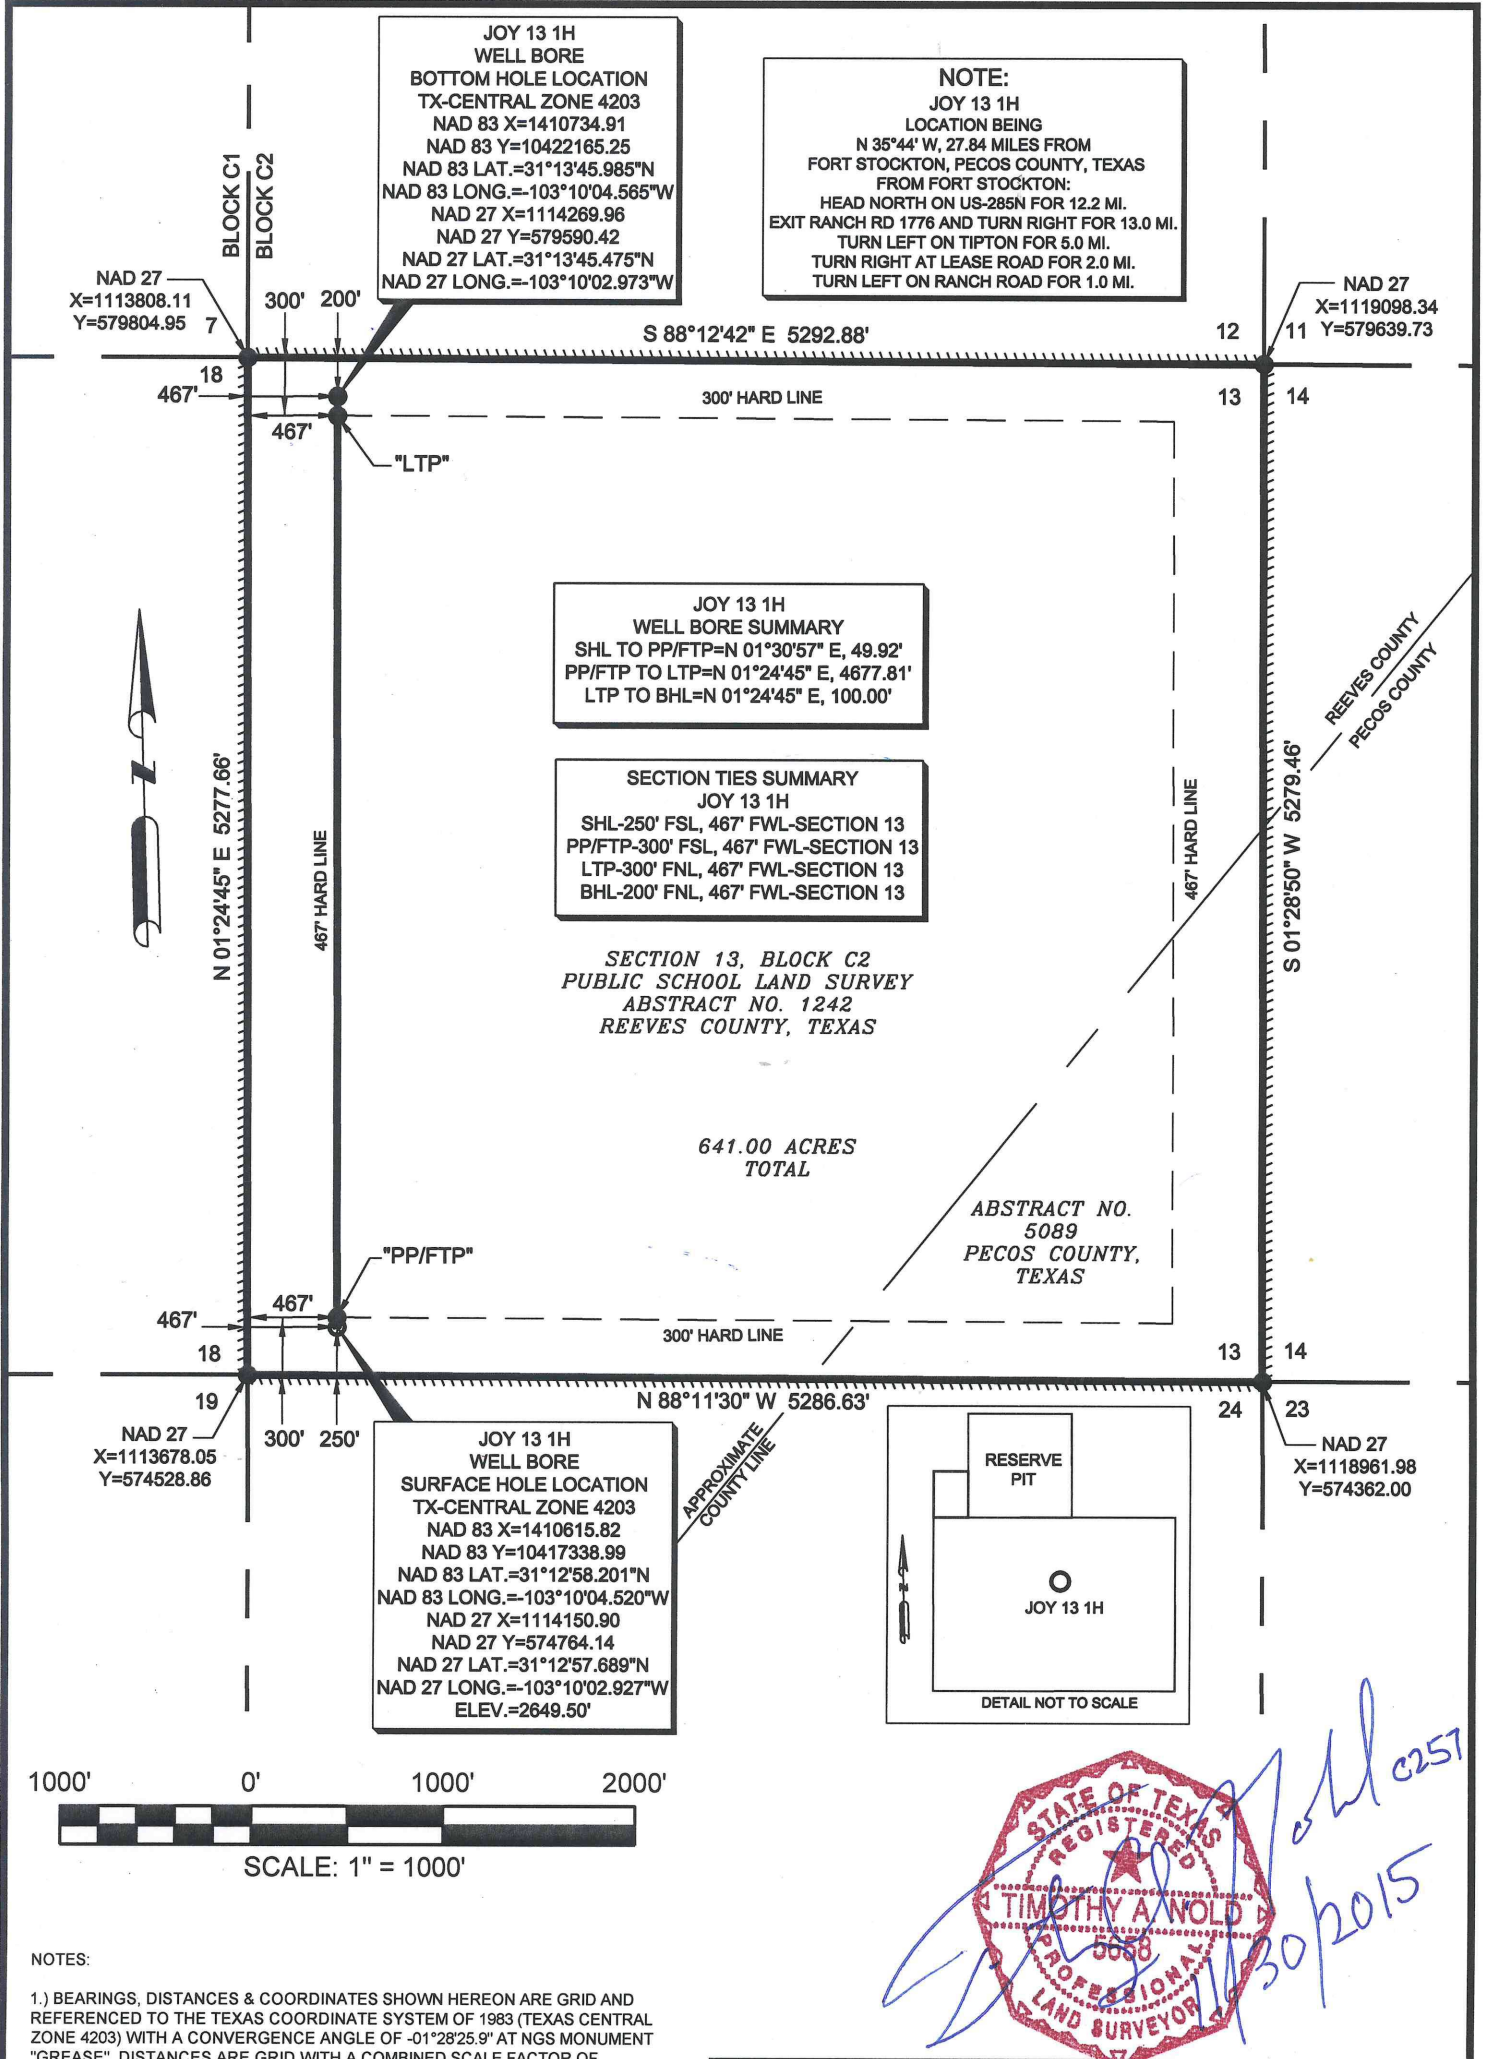 JOY 13 1H
WELL BORE
BOTTOM HOLE LOCATION
TX-CENTRAL ZONE 4203
NAD 83 X=1410734.91
NAD 83 Y=10422165.25
NAD 83 LAT.=31°13'45.985"N
NAD 83 LONG.=-103°10'04.565"W
NAD 27 X=1114269.96
NAD 27 Y=579590.42
NAD 27 LAT.=31°13'45.475"N
NAD 27 LONG.=-103°10'02.973"W
NOTE:
JOY 13 1H
LOCATION BEING
N 35°44' W, 27.84 MILES FROM
FORT STOCKTON, PECOS COUNTY, TEXAS
FROM FORT STOCKTON:
HEAD NORTH ON US-285N FOR 12.2 MI.
EXIT RANCH RD 1776 AND TURN RIGHT FOR 13.0 MI.
TURN LEFT ON TIPTON FOR 5.0 MI.
TURN RIGHT AT LEASE ROAD FOR 2.0 MI.
TURN LEFT ON RANCH ROAD FOR 1.0 MI.
BLOCK C1
BLOCK C2
NAD 27
X=1113808.11
Y=579804.95
7
300'
200'
S 88°12'42" E 5292.88'
12
11
NAD 27
X=1119098.34
Y=579639.73
18
467'
467'
300' HARD LINE
13
14
"LTP"
JOY 13 1H
WELL BORE SUMMARY
SHL TO PP/FTP=N 01°30'57" E, 49.92'
PP/FTP TO LTP=N 01°24'45" E, 4677.81'
LTP TO BHL=N 01°24'45" E, 100.00'
REEVES COUNTY
PECOS COUNTY
N 01°24'45" E 5277.66'
467' HARD LINE
SECTION TIES SUMMARY
JOY 13 1H
SHL-250' FSL, 467' FWL-SECTION 13
PP/FTP-300' FSL, 467' FWL-SECTION 13
LTP-300' FNL, 467' FWL-SECTION 13
BHL-200' FNL, 467' FWL-SECTION 13
467' HARD LINE
S 01°28'50" W 5279.46'
N
SECTION 13, BLOCK C2
PUBLIC SCHOOL LAND SURVEY
ABSTRACT NO. 1242
REEVES COUNTY, TEXAS
641.00 ACRES
TOTAL
ABSTRACT NO.
5089
PECOS COUNTY,
TEXAS
"PP/FTP"
467'
467'
300' HARD LINE
18
13
14
19
N 88°11'30" W 5286.63'
24
23
NAD 27
X=1113678.05
Y=574528.86
300'
250'
NAD 27
X=1118961.98
Y=574362.00
APPROXIMATE
COUNTY LINE
JOY 13 1H
WELL BORE
SURFACE HOLE LOCATION
TX-CENTRAL ZONE 4203
NAD 83 X=1410615.82
NAD 83 Y=10417338.99
NAD 83 LAT.=31°12'58.201"N
NAD 83 LONG.=-103°10'04.520"W
NAD 27 X=1114150.90
NAD 27 Y=574764.14
NAD 27 LAT.=31°12'57.689"N
NAD 27 LONG.=-103°10'02.927"W
ELEV.=2649.50'
RESERVE
PIT
N
JOY 13 1H
DETAIL NOT TO SCALE
1000'
0'
1000'
2000'
SCALE: 1" = 1000'
STATE OF TEXAS
REGISTERED
TIMOTHY A. NOLD
5658
PROFESSIONAL
LAND SURVEYOR
11/30/2015
NOTES:
1.) BEARINGS, DISTANCES & COORDINATES SHOWN HEREON ARE GRID AND
REFERENCED TO THE TEXAS COORDINATE SYSTEM OF 1983 (TEXAS CENTRAL
ZONE 4203) WITH A CONVERGENCE ANGLE OF -01°28'25.9" AT NGS MONUMENT
"GREASE". DISTANCES ARE GRID WITH A COMBINED SCALE FACTOR OF